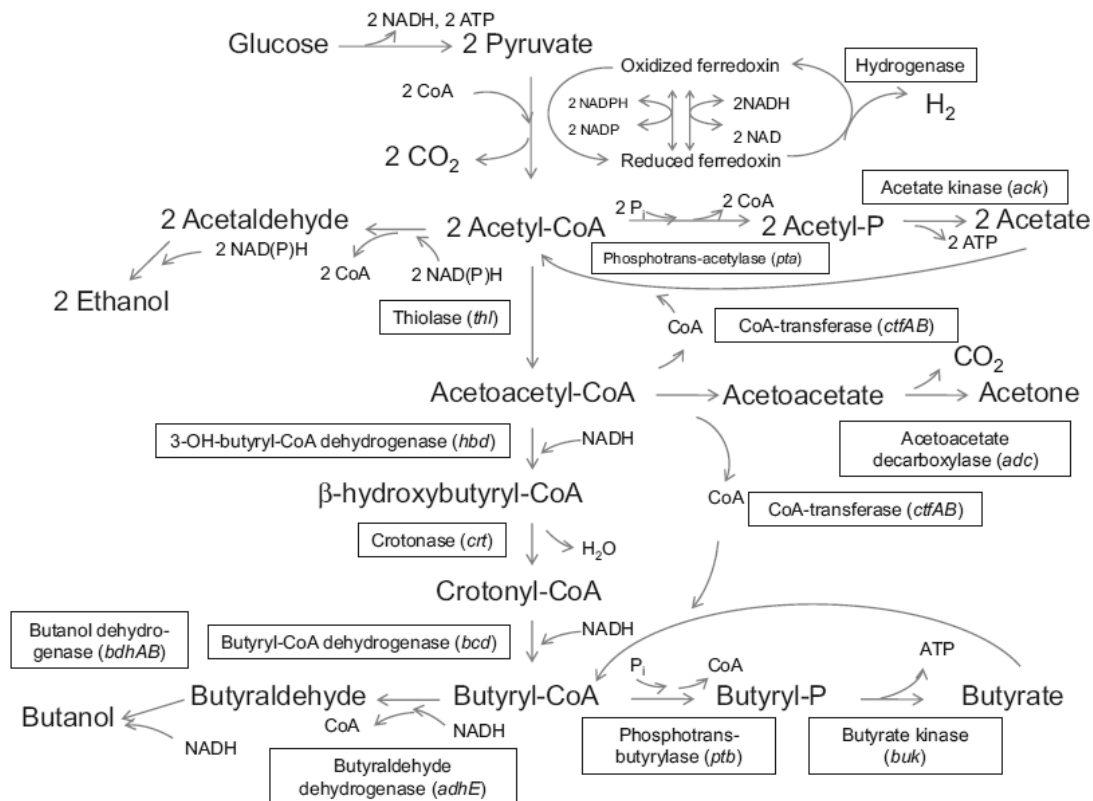 2 NADH, 2 ATP
Glucose
2 Pyruvate
Oxidized ferredoxin
Hydrogenase
2 CoA
2 NADPH
2NADH
H2
2 NADP
2 NAD
2 CO2
Reduced ferredoxin
Acetate kinase (ack)
2 Acetaldehyde
2 Acetyl-CoA
2 Pi
2 CoA
2 Acetyl-P
2 Acetate
2 ATP
2 NAD(P)H
2 CoA
2 NAD(P)H
Phosphotrans-acetylase (pta)
2 Ethanol
Thiolase (thl)
CoA
CoA-transferase (ctfAB)
CO2
Acetoacetyl-CoA
Acetoacetate
Acetone
3-OH-butyryl-CoA dehydrogenase (hbd)
NADH
Acetoacetate
decarboxylase (adc)
β-hydroxybutyryl-CoA
CoA
CoA-transferase (ctfAB)
Crotonase (crt)
H2O
Crotonyl-CoA
Butanol dehydro-
genase (bdhAB)
Butyryl-CoA dehydrogenase (bcd)
NADH
Pi
CoA
ATP
Butyraldehyde
Butyryl-CoA
Butyryl-P
Butyrate
Butanol
CoA
NADH
NADH
Phosphotrans-
butyrylase (ptb)
Butyrate kinase
(buk)
Butyraldehyde
dehydrogenase (adhE)